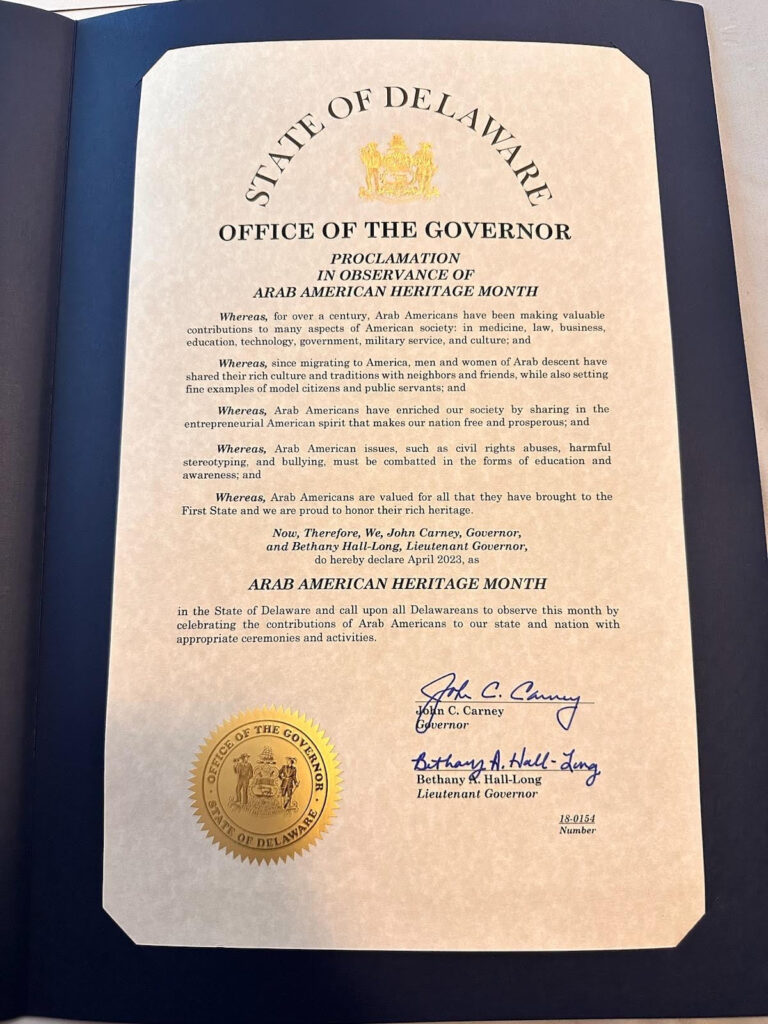 STATE OF DELAWARE
OFFICE OF THE GOVERNOR
PROCLAMATION
IN OBSERVANCE OF
ARAB AMERICAN HERITAGE MONTH
Whereas, for over a century, Arab Americans have been making valuable
contributions to many aspects of American society: in medicine, law, business,
education, technology, government, military service, and culture; and
Whereas, since migrating to America, men and women of Arab descent have
shared their rich culture and traditions with neighbors and friends, while also setting
fine examples of model citizens and public servants; and
Whereas, Arab Americans have enriched our society by sharing in the
entrepreneurial American spirit that makes our nation free and prosperous; and
Whereas, Arab American issues, such as civil rights abuses, harmful
stereotyping, and bullying, must be combatted in the forms of education and
awareness; and
Whereas, Arab Americans are valued for all that they have brought to the
First State and we are proud to honor their rich heritage.
Now, Therefore, We, John Carney, Governor,
and Bethany Hall-Long, Lieutenant Governor,
do hereby declare April 2023, as
ARAB AMERICAN HERITAGE MONTH
in the State of Delaware and call upon all Delawareans to observe this month by
celebrating the contributions of Arab Americans to our state and nation with
appropriate ceremonies and activities.
John C. Carney
John C. Carney
Governor
Bethany A. Hall-Long
Bethany A. Hall-Long
Lieutenant Governor
18-0154
Number
OFFICE OF THE GOVERNOR
STATE OF DELAWARE